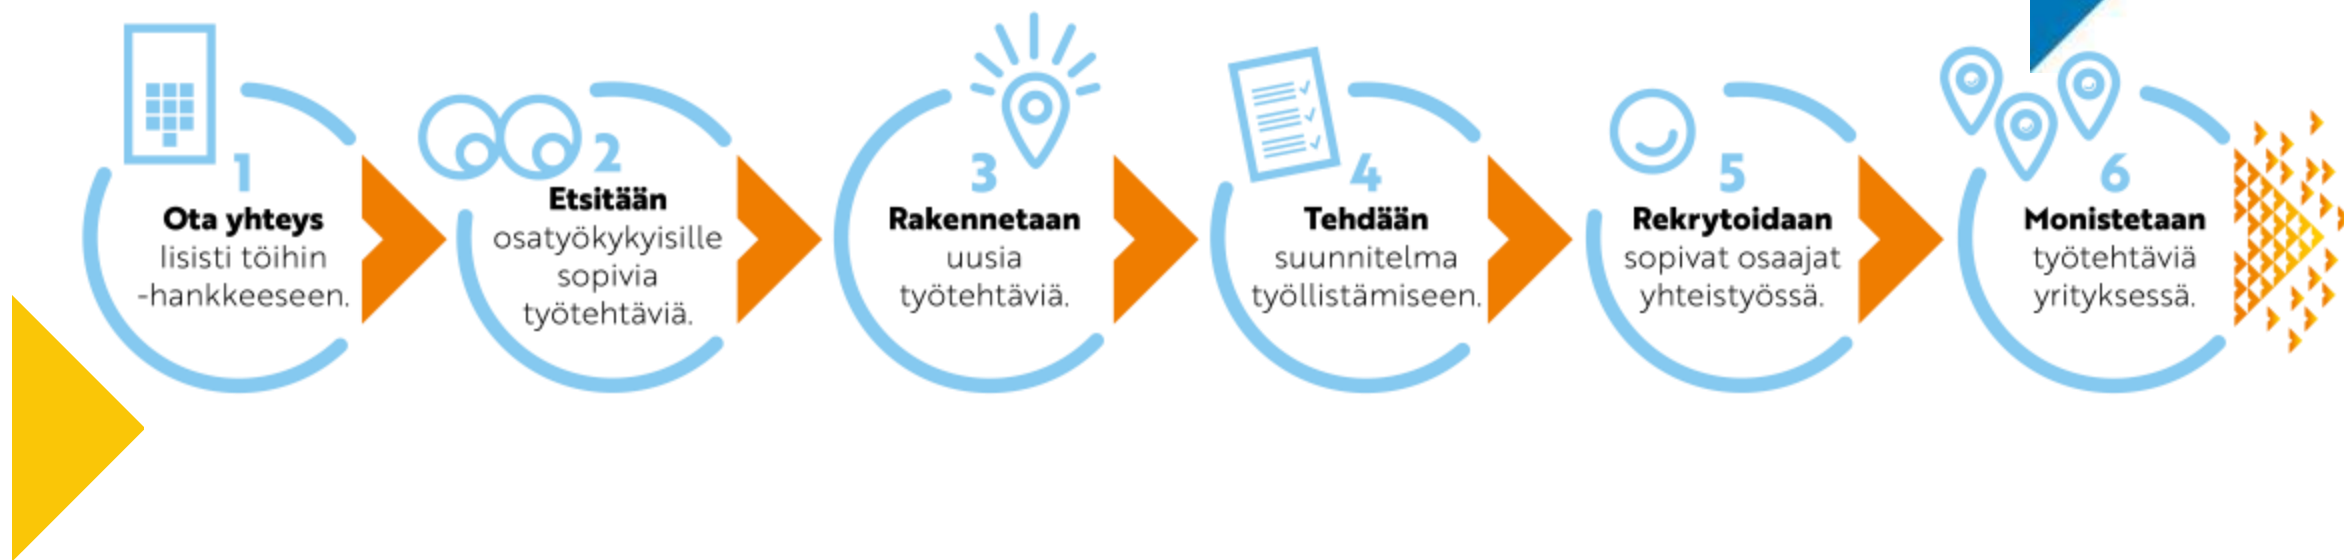 1
Ota yhteys
Iisisti töihin
-hankkeeseen.
2
Etsitään
osatyökykyisille
sopivia
työtehtäviä.
3
Rakennetaan
uusia
työtehtäviä.
4
Tehdään
suunnitelma
työllistämiseen.
5
Rekrytoidaan
sopivat osaajat
yhteistyössä.
6
Monistetaan
työtehtäviä
yrityksessä.